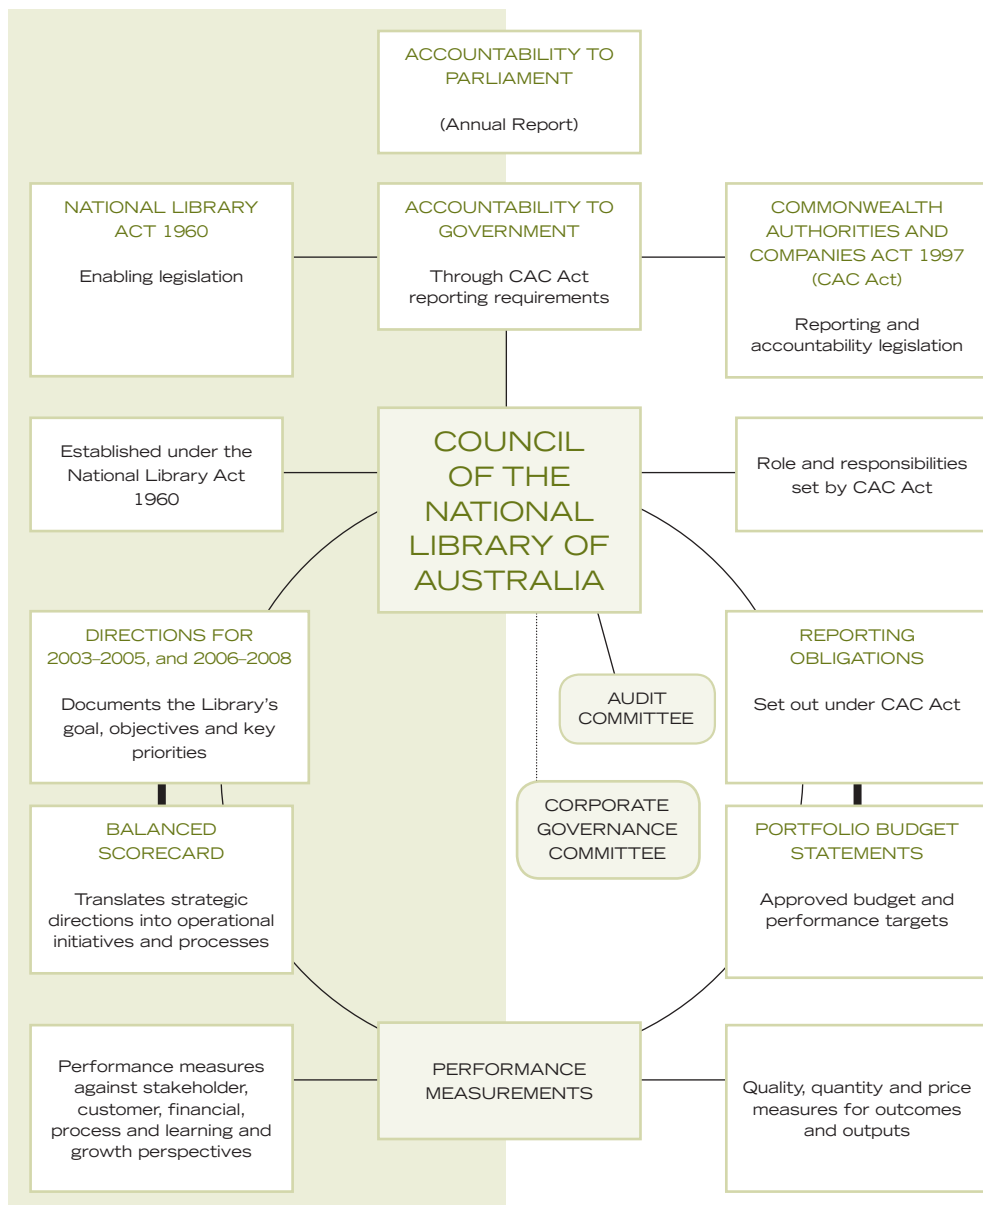 ACCOUNTABILITY TO
PARLIAMENT
(Annual Report)
NATIONAL LIBRARY
ACT 1960
Enabling legislation
ACCOUNTABILITY TO
GOVERNMENT
Through CAC Act
reporting requirements
COMMONWEALTH
AUTHORITIES AND
COMPANIES ACT 1997
(CAC Act)
Reporting and
accountability legislation
Established under the
National Library Act
1960
COUNCIL
OF THE
NATIONAL
LIBRARY OF
AUSTRALIA
Role and responsibilities
set by CAC Act
DIRECTIONS FOR
2003–2005, and 2006–2008
Documents the Library's
goal, objectives and key
priorities
AUDIT
COMMITTEE
REPORTING
OBLIGATIONS
Set out under CAC Act
BALANCED
SCORECARD
Translates strategic
directions into operational
initiatives and processes
CORPORATE
GOVERNANCE
COMMITTEE
PORTFOLIO BUDGET
STATEMENTS
Approved budget and
performance targets
Performance measures
against stakeholder,
customer, financial,
process and learning and
growth perspectives
PERFORMANCE
MEASUREMENTS
Quality, quantity and price
measures for outcomes
and outputs